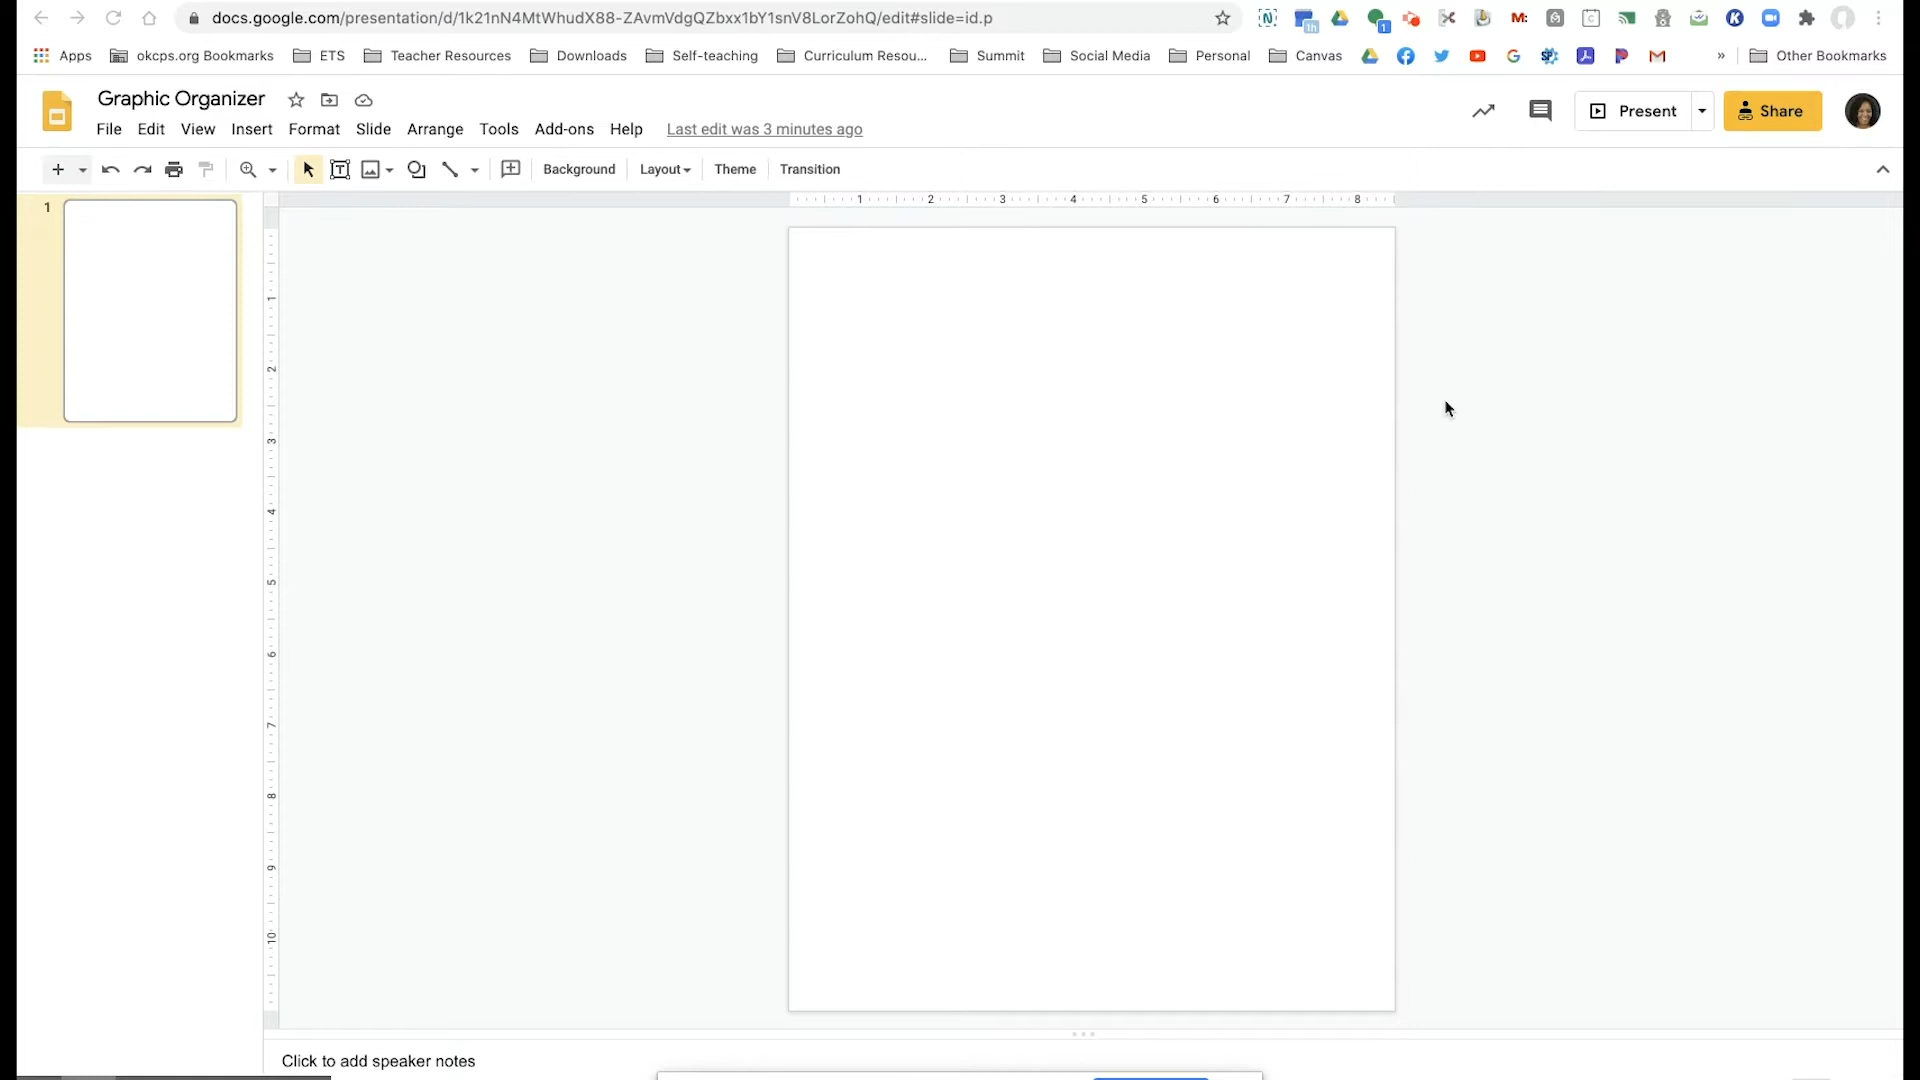 docs.google.com/presentation/d/1k21nN4MtWhudX88-ZAvmVdgQZbxx1bY1snV8LorZohQ/edit#slide=id.p
Apps okcps.org Bookmarks ETS Teacher Resources Downloads Self-teaching Curriculum Resou... Summit Social Media Personal Canvas » Other Bookmarks
Graphic Organizer
File Edit View Insert Format Slide Arrange Tools Add-ons Help Last edit was 3 minutes ago
Present Share
Background Layout Theme Transition
1
1 2 3 4 5 6 7 8
1
2
3
4
5
6
7
8
9
10
Click to add speaker notes